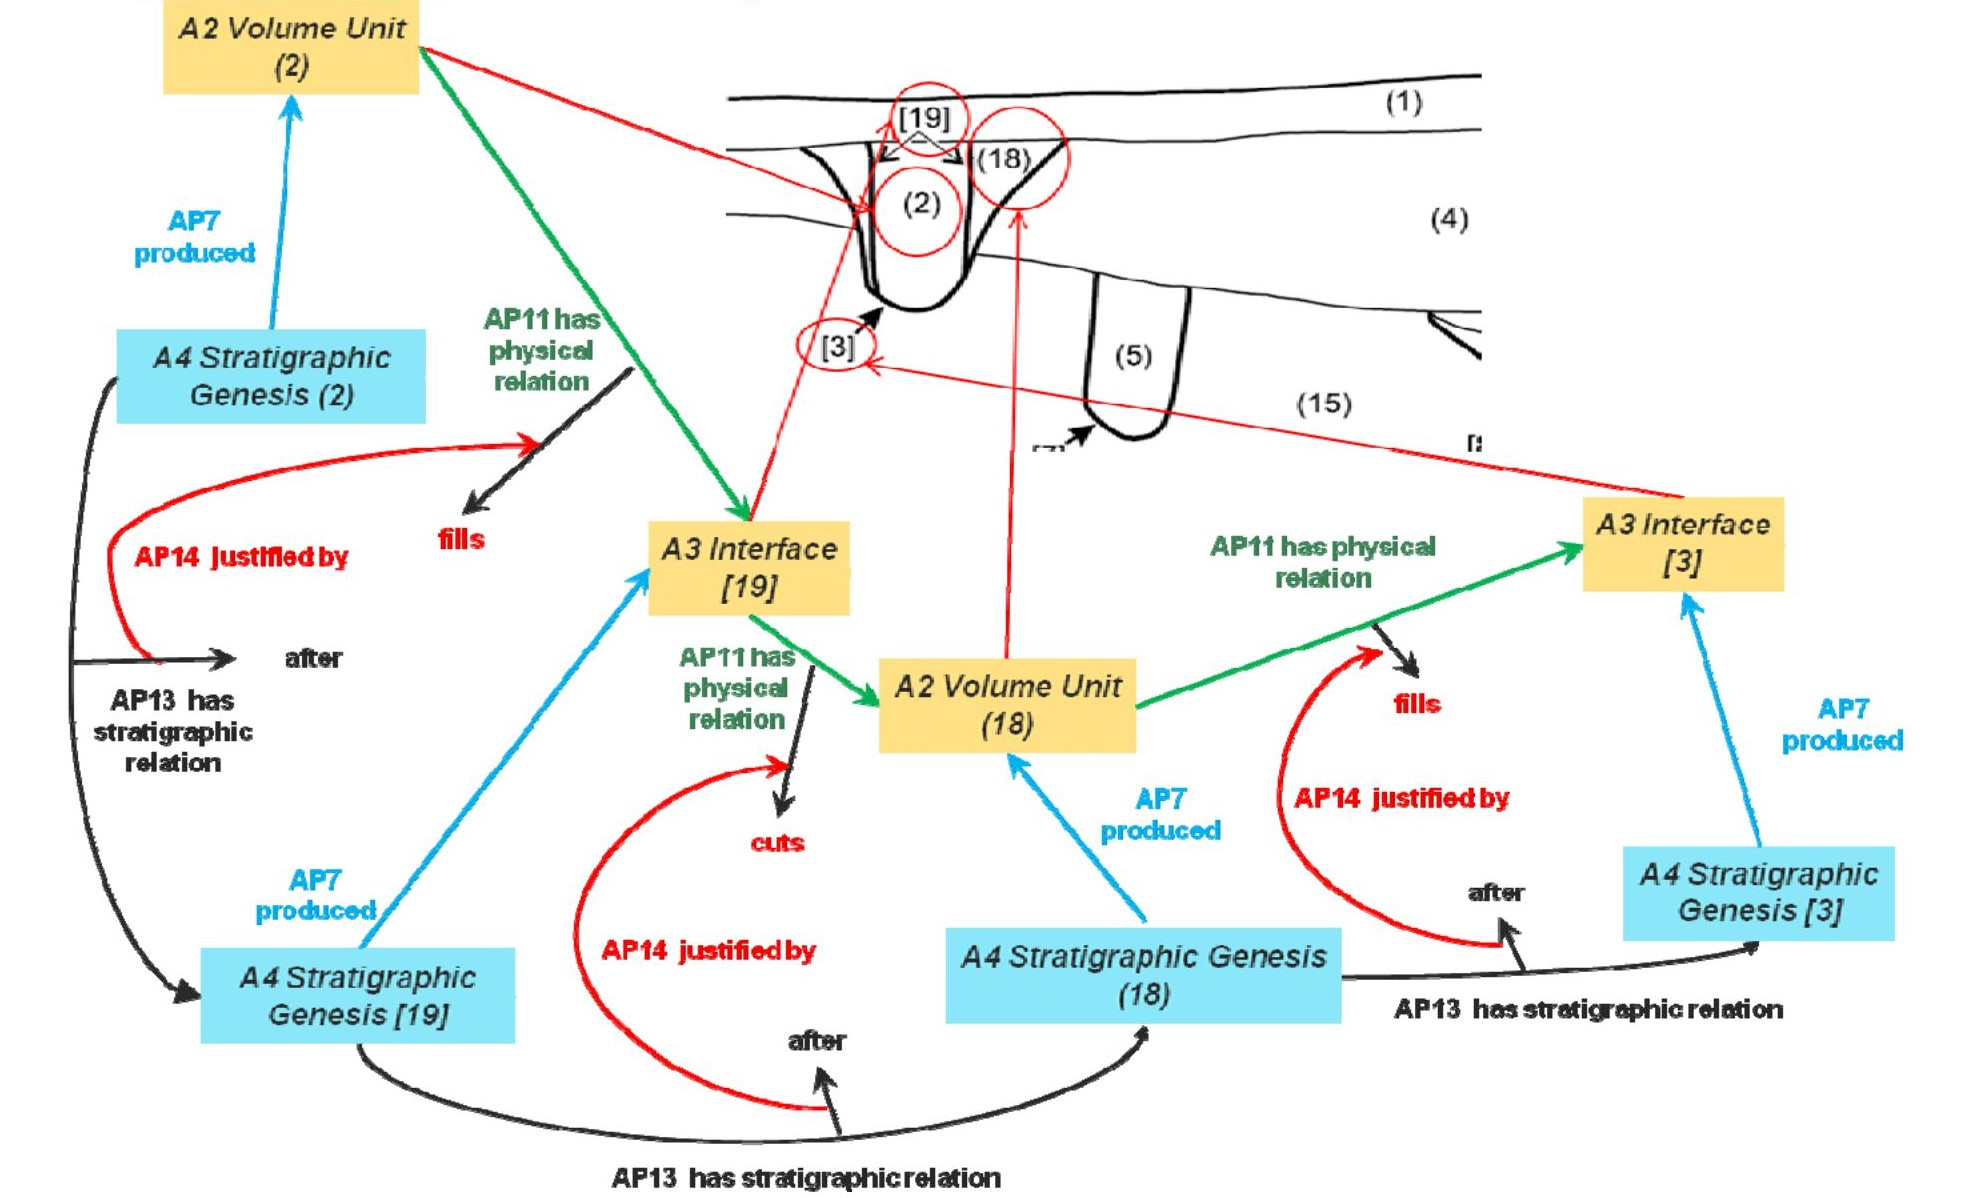 A2 Volume Unit
(2)
[19]
(1)
(18)
(2)
(4)
AP7
produced
AP11 has
physical
relation
[3]
(5)
(15)
A4 Stratigraphic
Genesis (2)
fills
AP14 justified by
A3 Interface
[19]
AP11 has physical
relation
A3 Interface
[3]
after
AP13 has
stratigraphic
relation
AP11 has
physical
relation
A2 Volume Unit
(18)
fills
AP7
produced
cuts
AP7
produced
AP14 justified by
AP7
produced
after
A4 Stratigraphic
Genesis [3]
A4 Stratigraphic
Genesis [19]
AP14 justified by
A4 Stratigraphic Genesis
(18)
after
AP13 has stratigraphic relation
AP13 has stratigraphic relation